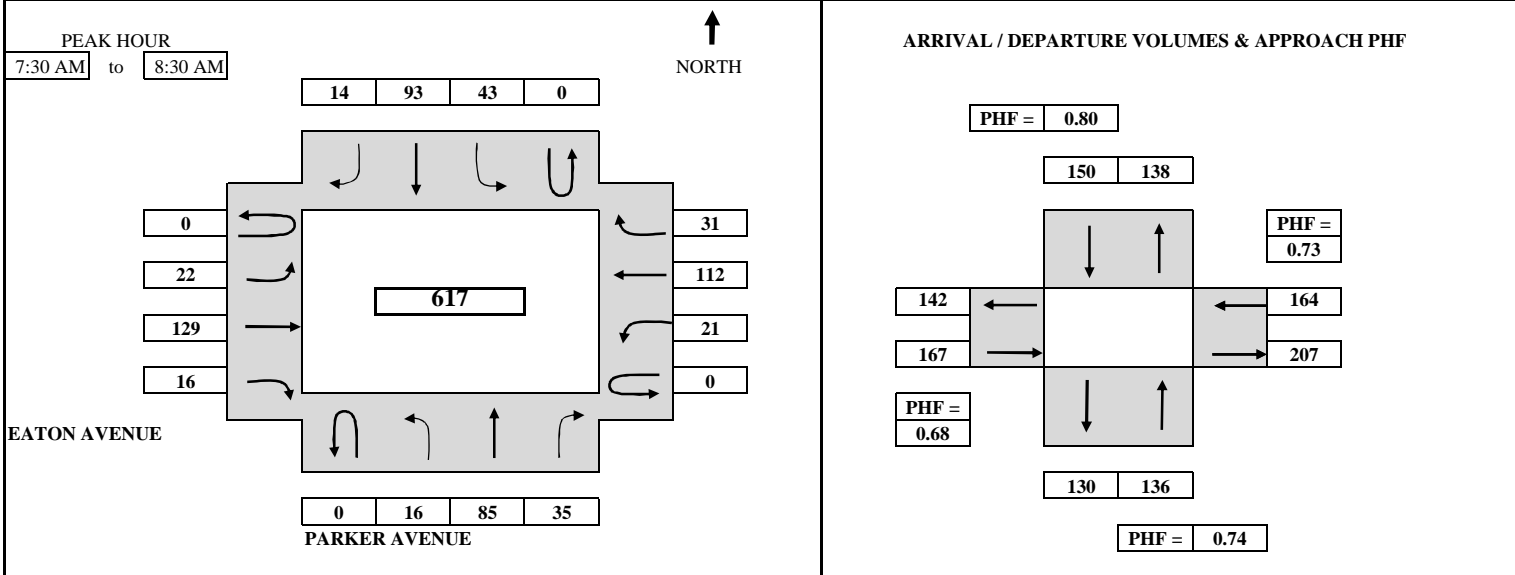 PEAK HOUR
7:30 AM to 8:30 AM
NORTH
14 93 43 0
0 31
22 112
617
129 21
16 0
EATON AVENUE
0 16 85 35
PARKER AVENUE
ARRIVAL / DEPARTURE VOLUMES & APPROACH PHF
PHF = 0.80
150 138
PHF =
0.73
142 164
167 207
PHF =
0.68
130 136
PHF = 0.74